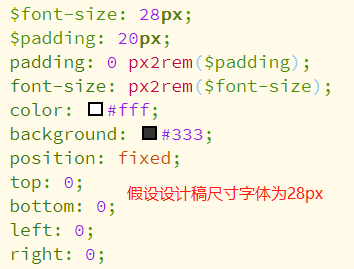 $font-size: 28px;
$padding: 20px;
padding: 0 px2rem($padding);
font-size: px2rem($font-size);
color: #fff;
background: #333;
position: fixed;
top: 0;
bottom: 0;
假设设计稿尺寸字体为28px
left: 0;
right: 0;